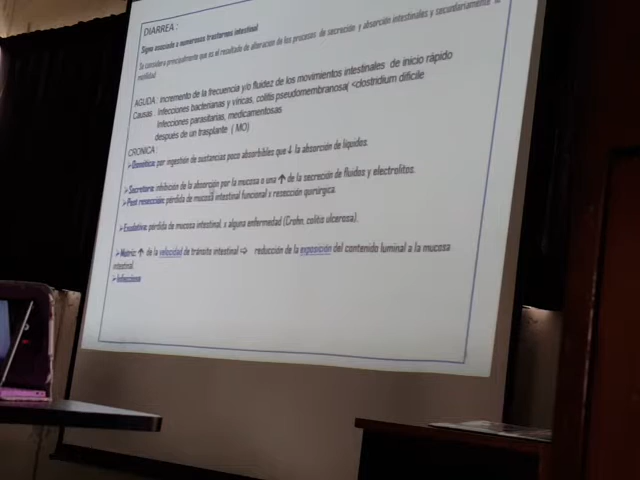 DIARREA :
Signo asociado a numerosos trastornos intestinal
Se considera principalmente que es el resultado de alteracion de los procesos de secreción y absorción intestinales y secundariamente
motilidad
AGUDA : incremento de la frecuencia y/o fluidez de los movimientos intestinales de inicio rápido
Causas : Infecciones bacterianas y víricas, colitis pseudomembranosa( <clostridium dificile
Infecciones parasitarias, medicamentosas
después de un trasplante ( MO)
CRONICA :
➢Osmótica: por ingestión de sustancias poco absorbibles que ↓ la absorción de líquidos.
➢Secretora: inhibición de la absorción por la mucosa o una ↑ de la secreción de fluidos y electrolitos.
➢Post resección: pérdida de mucosa intestinal funcional x resección quirúrgica.
➢Exudativa: pérdida de mucosa intestinal, x alguna enfermedad (Crohn, colitis ulcerosa).
➢Motriz: ↑ de la velocidad de tránsito intestinal ⇨ reducción de la exposición del contenido luminal a la mucosa
intestinal.
➢Infecciosa